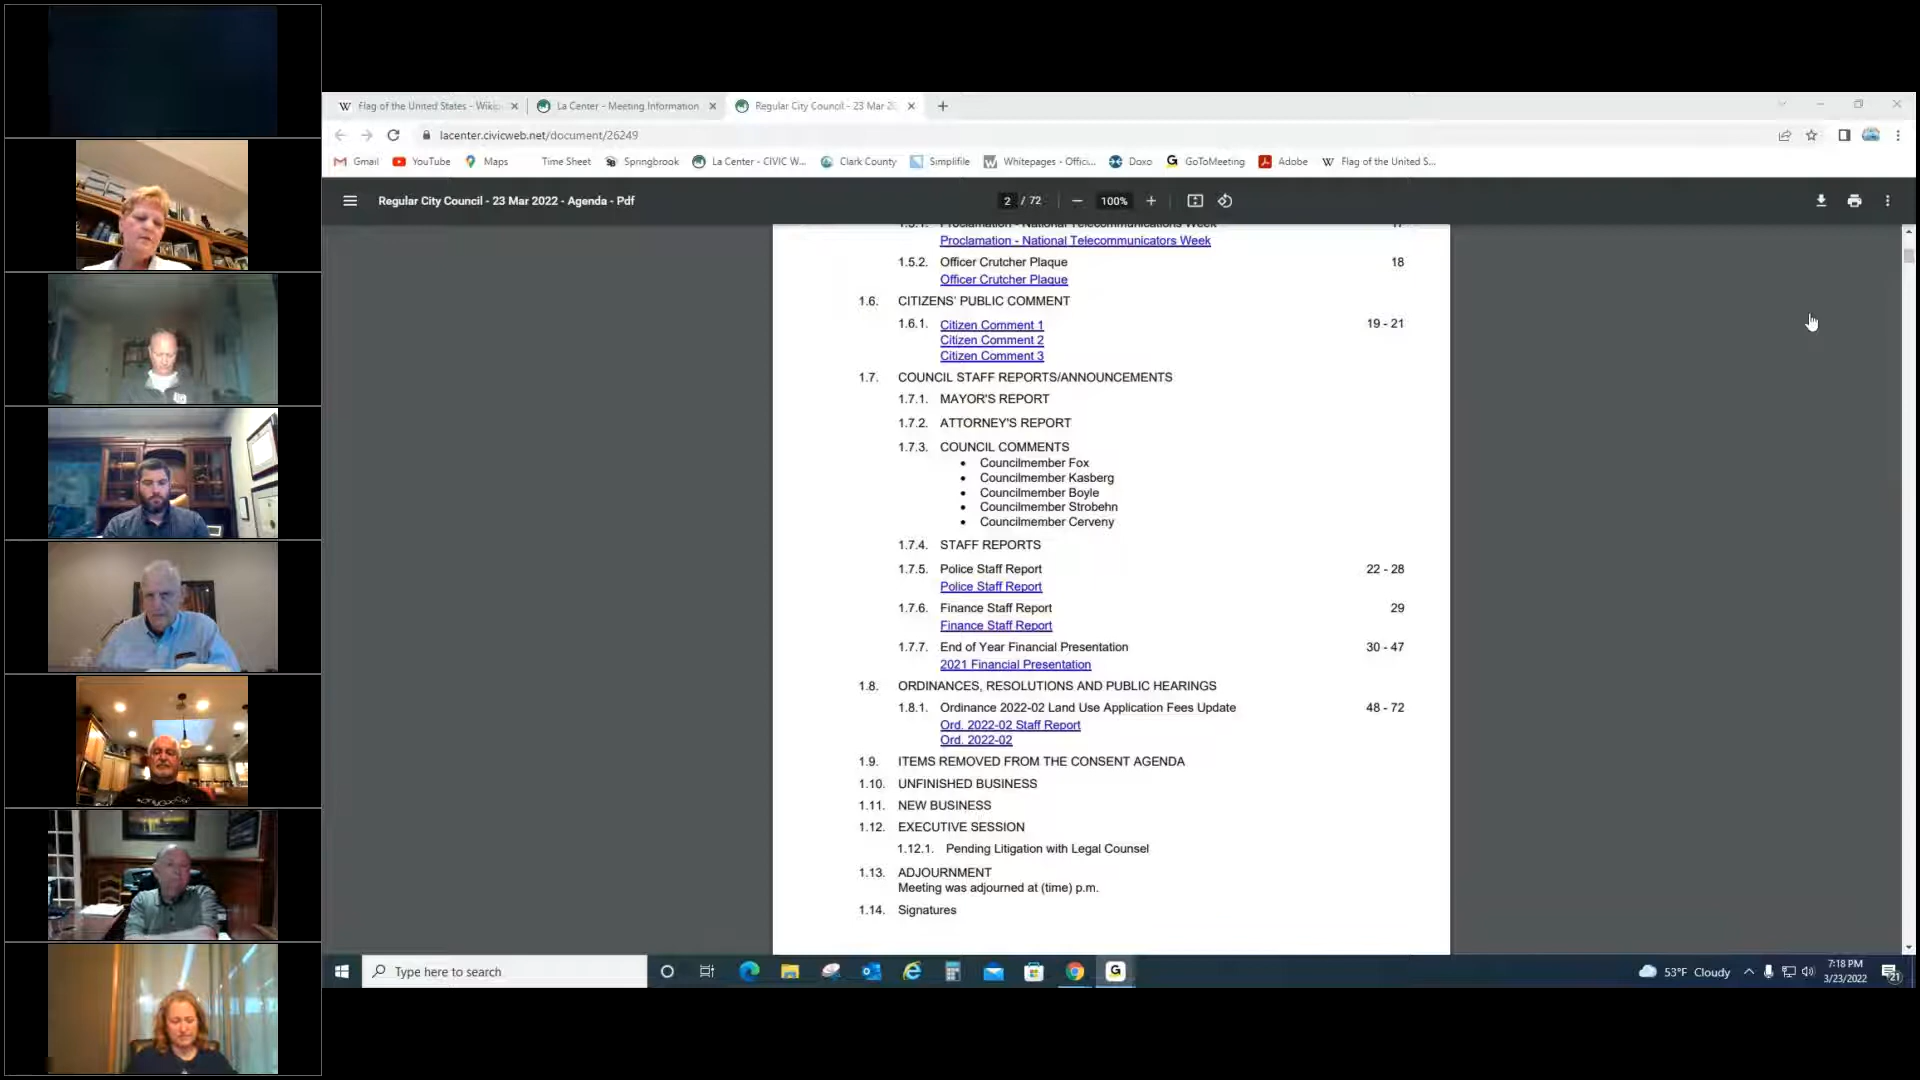 Flag of the United States - Wiki
La Center - Meeting Information
Regular City Council - 23 Mar 2
lacenter.civicweb.net/document/26249
Gmail YouTube Maps Time Sheet Springbrook La Center - CIVIC W... Clark County Simplifile Whitepages - Offici... Doxo GoToMeeting Adobe Flag of the United S...
Regular City Council - 23 Mar 2022 - Agenda - Pdf
2 / 72
100%
1.5.1. Proclamation - National Telecommunications Week 17
Proclamation - National Telecommunicators Week
1.5.2. Officer Crutcher Plaque 18
Officer Crutcher Plaque
1.6. CITIZENS' PUBLIC COMMENT
1.6.1. Citizen Comment 1 19 - 21
Citizen Comment 2
Citizen Comment 3
1.7. COUNCIL STAFF REPORTS/ANNOUNCEMENTS
1.7.1. MAYOR'S REPORT
1.7.2. ATTORNEY'S REPORT
1.7.3. COUNCIL COMMENTS
• Councilmember Fox
• Councilmember Kasberg
• Councilmember Boyle
• Councilmember Strobehn
• Councilmember Cerveny
1.7.4. STAFF REPORTS
1.7.5. Police Staff Report 22 - 28
Police Staff Report
1.7.6. Finance Staff Report 29
Finance Staff Report
1.7.7. End of Year Financial Presentation 30 - 47
2021 Financial Presentation
1.8. ORDINANCES, RESOLUTIONS AND PUBLIC HEARINGS
1.8.1. Ordinance 2022-02 Land Use Application Fees Update 48 - 72
Ord. 2022-02 Staff Report
Ord. 2022-02
1.9. ITEMS REMOVED FROM THE CONSENT AGENDA
1.10. UNFINISHED BUSINESS
1.11. NEW BUSINESS
1.12. EXECUTIVE SESSION
1.12.1. Pending Litigation with Legal Counsel
1.13. ADJOURNMENT
Meeting was adjourned at (time) p.m.
1.14. Signatures
Type here to search
53°F Cloudy
7:18 PM
3/23/2022
21